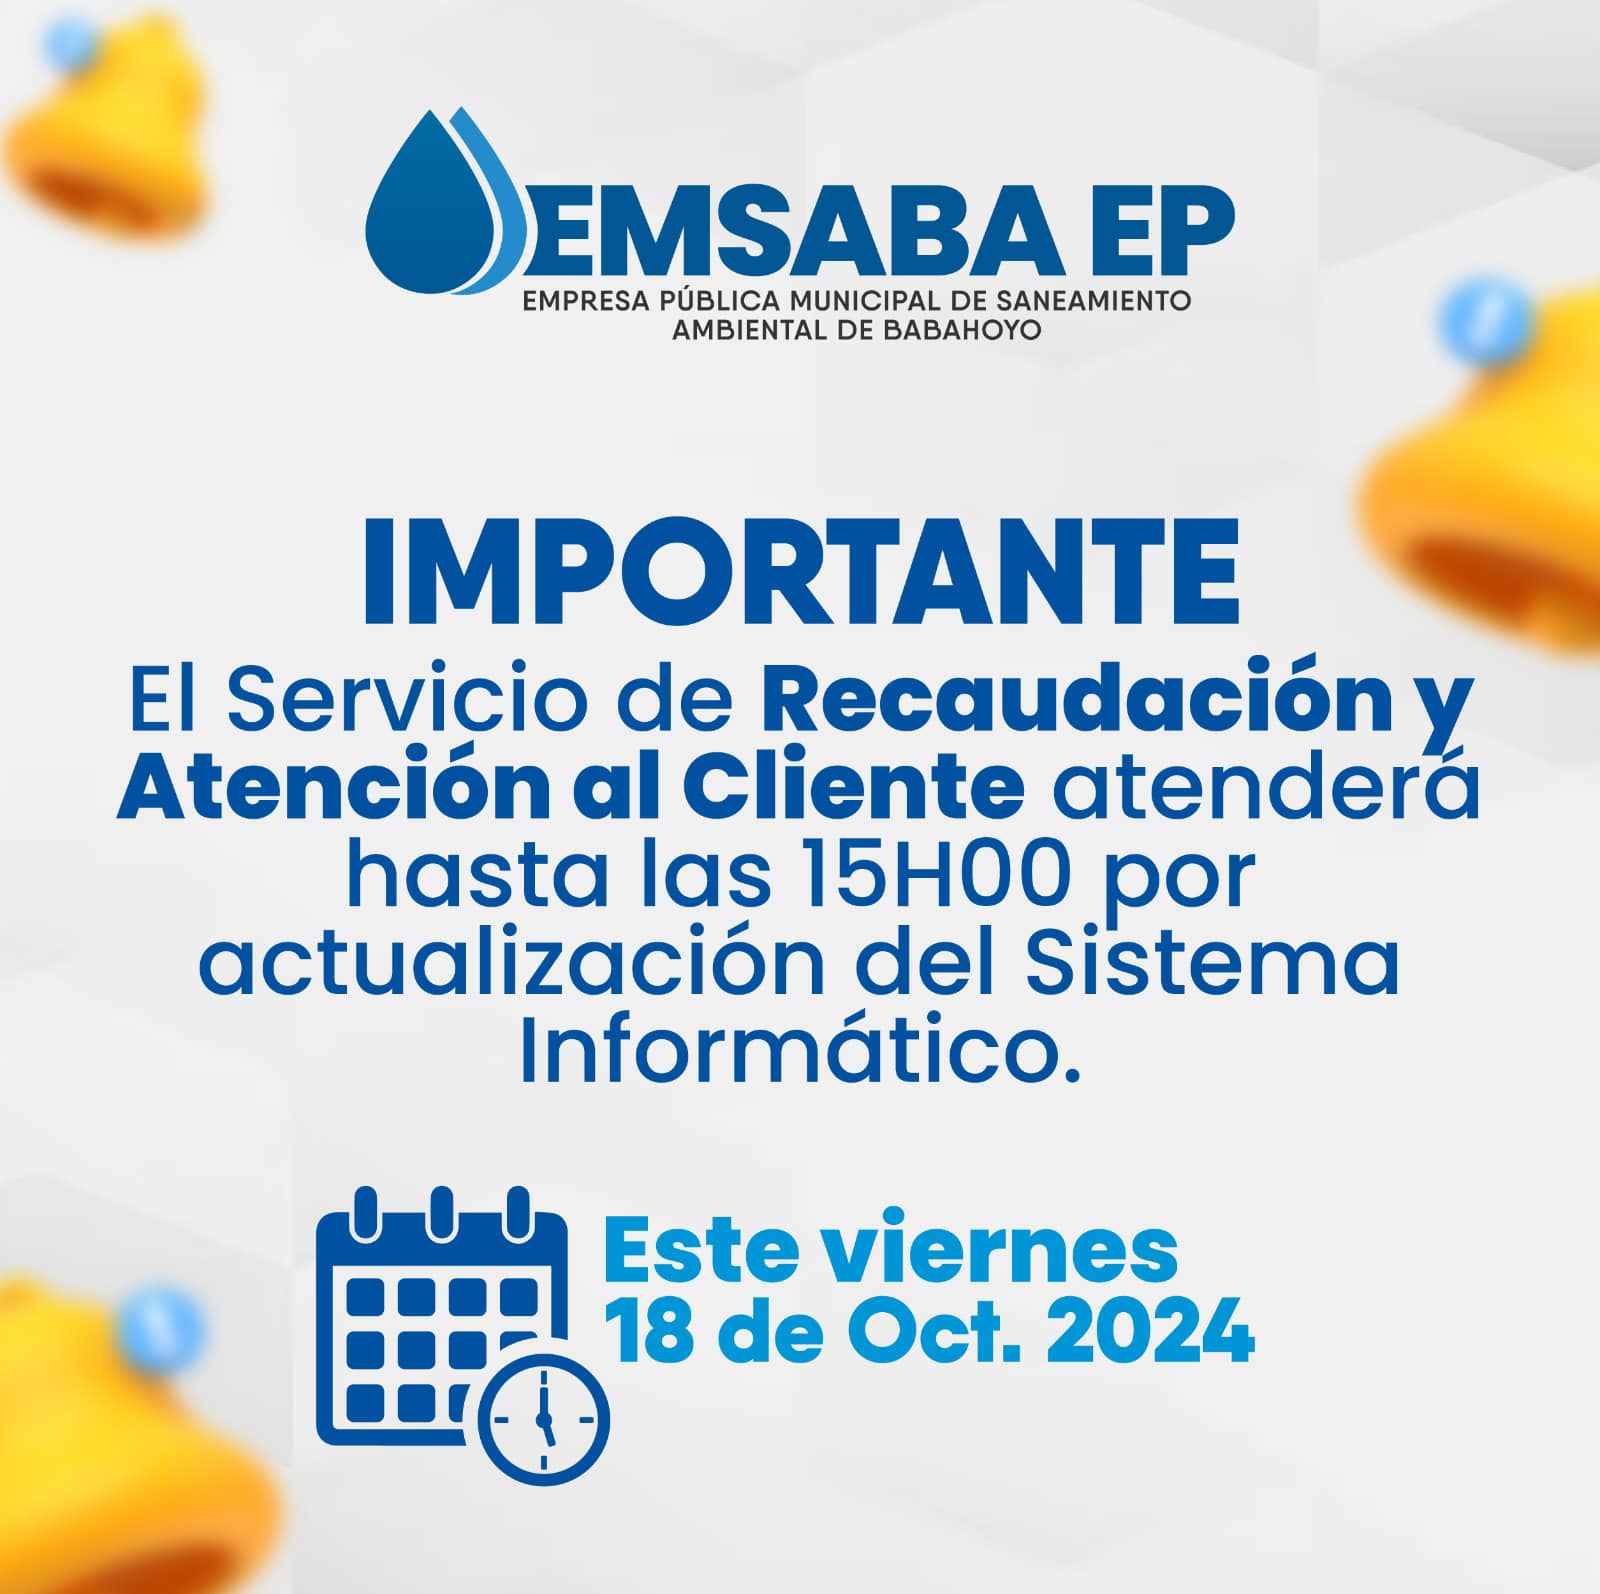 EMSABA EP
EMPRESA PÚBLICA MUNICIPAL DE SANEAMIENTO
AMBIENTAL DE BABAHOYO
IMPORTANTE
El Servicio de Recaudación y
Atención al Cliente atenderá
hasta las 15H00 por
actualización del Sistema
Informático.
Este viernes
18 de Oct. 2024